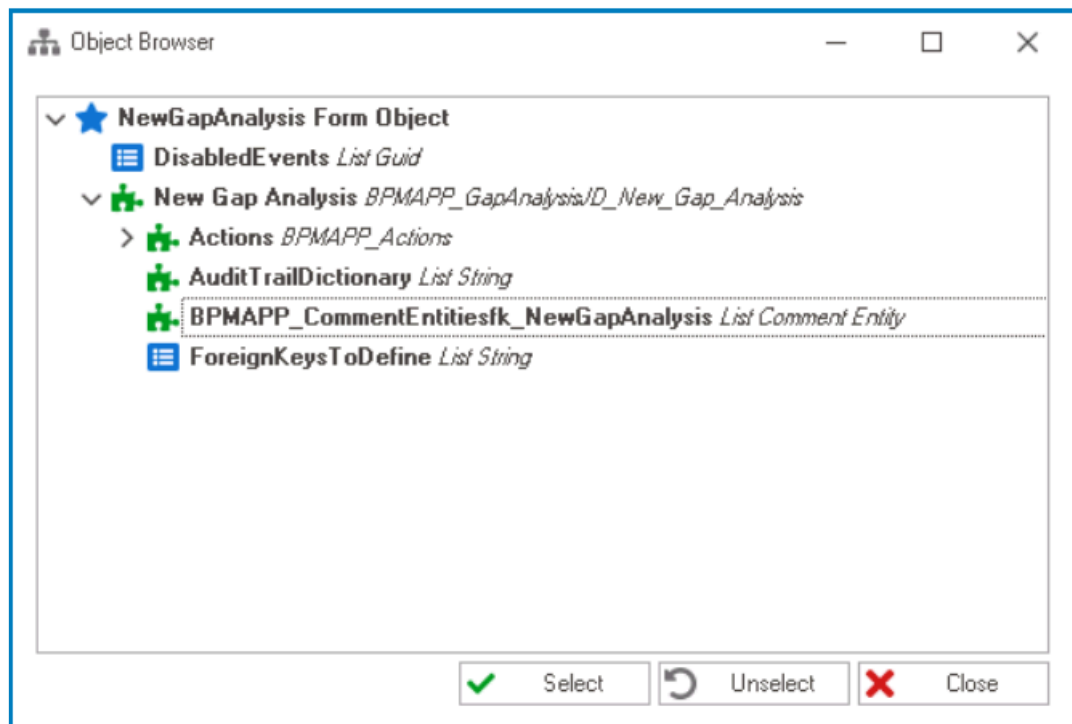 Object Browser
NewGapAnalysis Form Object
DisabledEvents List Guid
New Gap Analysis BPMAPP_GapAnalysisJD_New_Gap_Analysis
Actions BPMAPP_Actions
AuditTrailDictionary List String
BPMAPP_CommentEntitiesfk_NewGapAnalysis List Comment Entity
ForeignKeysToDefine List String
Select Unselect Close